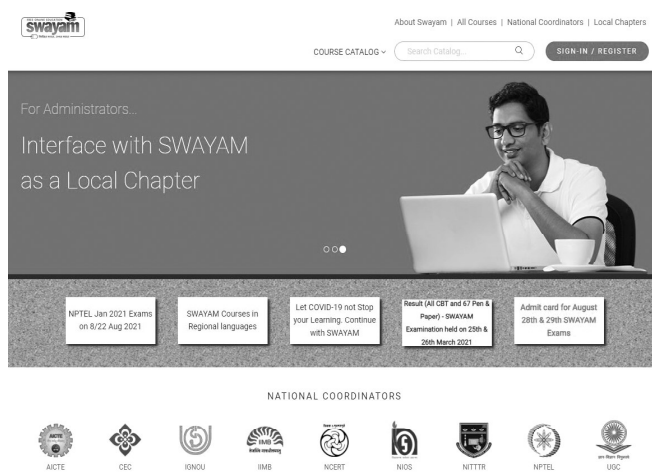 swayam
About Swayam | All Courses | National Coordinators | Local Chapters
COURSE CATALOG
Search Catalog...
SIGN-IN / REGISTER
For Administrators...
Interface with SWAYAM
as a Local Chapter
NPTEL Jan 2021 Exams
on 8/22 Aug 2021
SWAYAM Courses in
Regional languages
Let COVID-19 not Stop
your Learning. Continue
with SWAYAM
Result (All CBT and 67 Pen &
Paper) - SWAYAM
Examination held on 25th &
26th March 2021
Admit card for August
28th & 29th SWAYAM
Exams
NATIONAL COORDINATORS
AICTE
IIMB
AICTE
CEC
IGNOU
IIMB
NCERT
NIOS
NITTTR
NPTEL
UGC